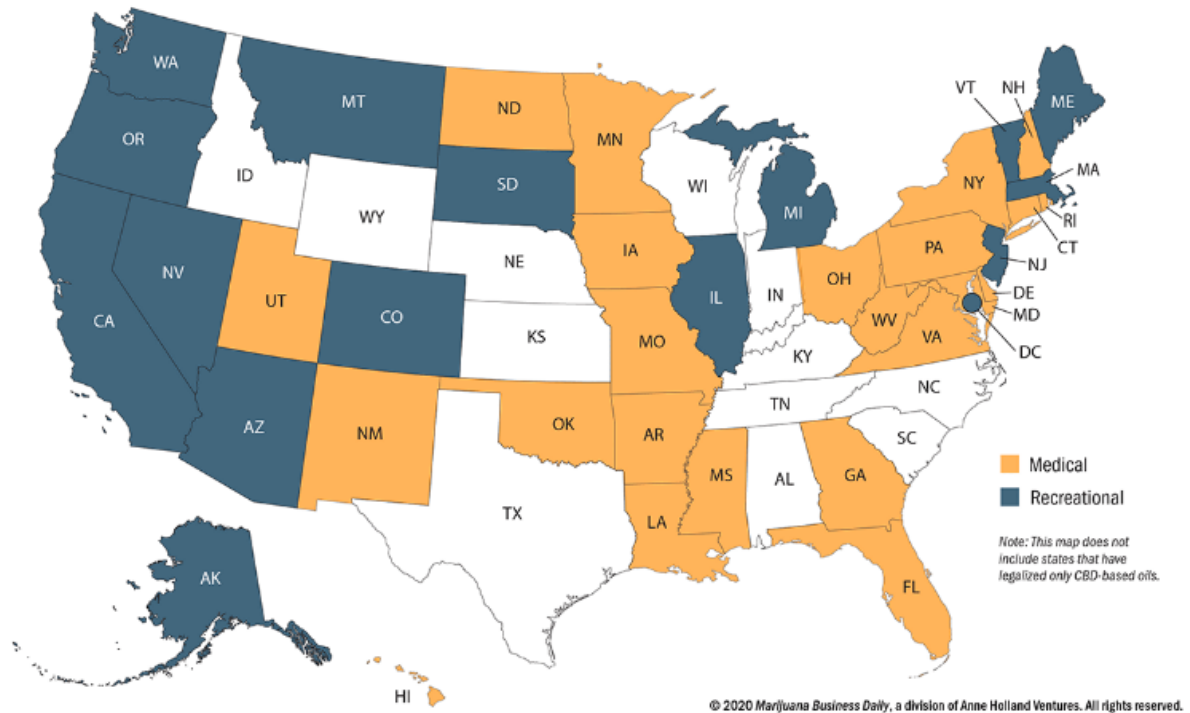 WA
MT
ND
MN
VT
NH
ME
OR
ID
SD
WI
MI
NY
MA
WY
RI
CT
NV
NE
IA
PA
NJ
UT
CO
IL
IN
OH
DE
MD
CA
KS
MO
WV
VA
DC
KY
NC
AZ
NM
OK
AR
TN
SC
TX
MS
AL
GA
LA
FL
AK
HI
Medical
Recreational
Note: This map does not
include states that have
legalized only CBD-based oils.
© 2020 Marijuana Business Daily, a division of Anne Holland Ventures. All rights reserved.